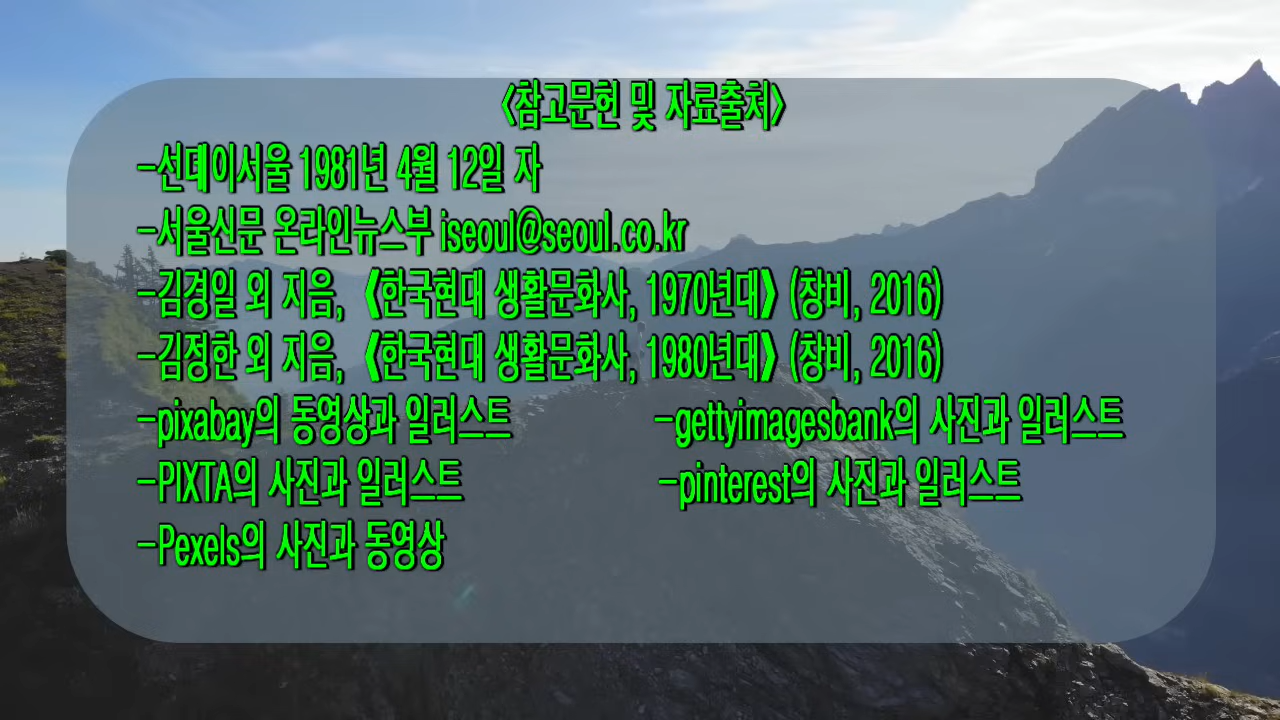 <참고문헌 및 자료출처>
-선데이서울 1981년 4월 12일 자
-서울신문 온라인뉴스부 iseoul@seoul.co.kr
-김경일 외 지음, 《한국현대 생활문화사, 1970년대》 (창비, 2016)
-김정한 외 지음, 《한국현대 생활문화사, 1980년대》 (창비, 2016)
-pixabay의 동영상과 일러스트 -gettyimagesbank의 사진과 일러스트
-PIXTA의 사진과 일러스트 -pinterest의 사진과 일러스트
-Pexels의 사진과 동영상